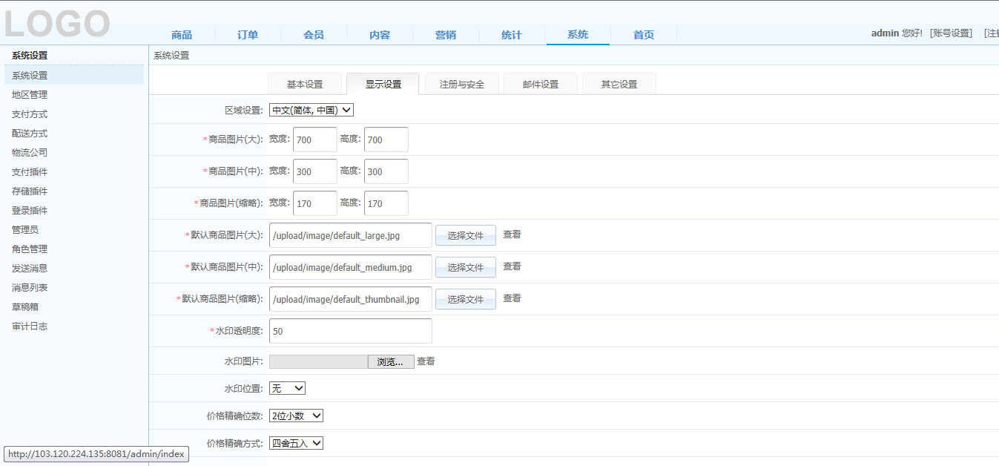 LOGO
商品 订单 会员 内容 营销 统计 系统 首页
admin 您好! [账号设置] [注
系统设置
系统设置
地区管理
支付方式
配送方式
物流公司
支付插件
存储插件
登录插件
管理员
角色管理
发送消息
消息列表
草稿箱
审计日志
系统设置
基本设置 显示设置 注册与安全 邮件设置 其它设置
区域设置: 中文(简体, 中国)
*商品图片(大): 宽度: 700 高度: 700
*商品图片(中): 宽度: 300 高度: 300
*商品图片(缩略): 宽度: 170 高度: 170
*默认商品图片(大): /upload/image/default_large.jpg 选择文件 查看
*默认商品图片(中): /upload/image/default_medium.jpg 选择文件 查看
*默认商品图片(缩略): /upload/image/default_thumbnail.jpg 选择文件 查看
*水印透明度: 50
水印图片: 浏览... 查看
水印位置: 无
价格精确位数: 2位小数
价格精确方式: 四舍五入
http://103.120.224.135:8081/admin/index